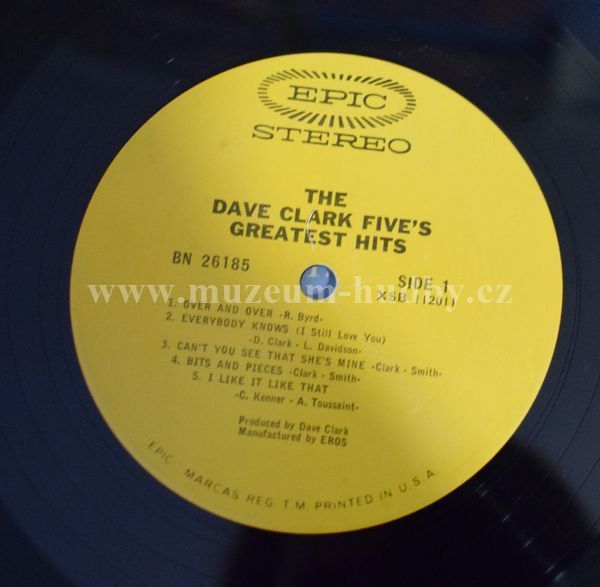 EPIC
STEREO
THE
DAVE CLARK FIVE'S
GREATEST HITS
BN 26185
SIDE 1
XSB 112011
www.muzeum-hudby.cz
1. OVER AND OVER -R. Byrd-
2. EVERYBODY KNOWS (I Still Love You)
-D. Clark - L. Davidson-
3. CAN'T YOU SEE THAT SHE'S MINE -Clark - Smith-
4. BITS AND PIECES -Clark - Smith-
5. I LIKE IT LIKE THAT
-C. Kenner - A. Toussaint-
Produced by Dave Clark
Manufactured by EROS
EPIC. MARCAS REG. T.M. PRINTED IN U.S.A.